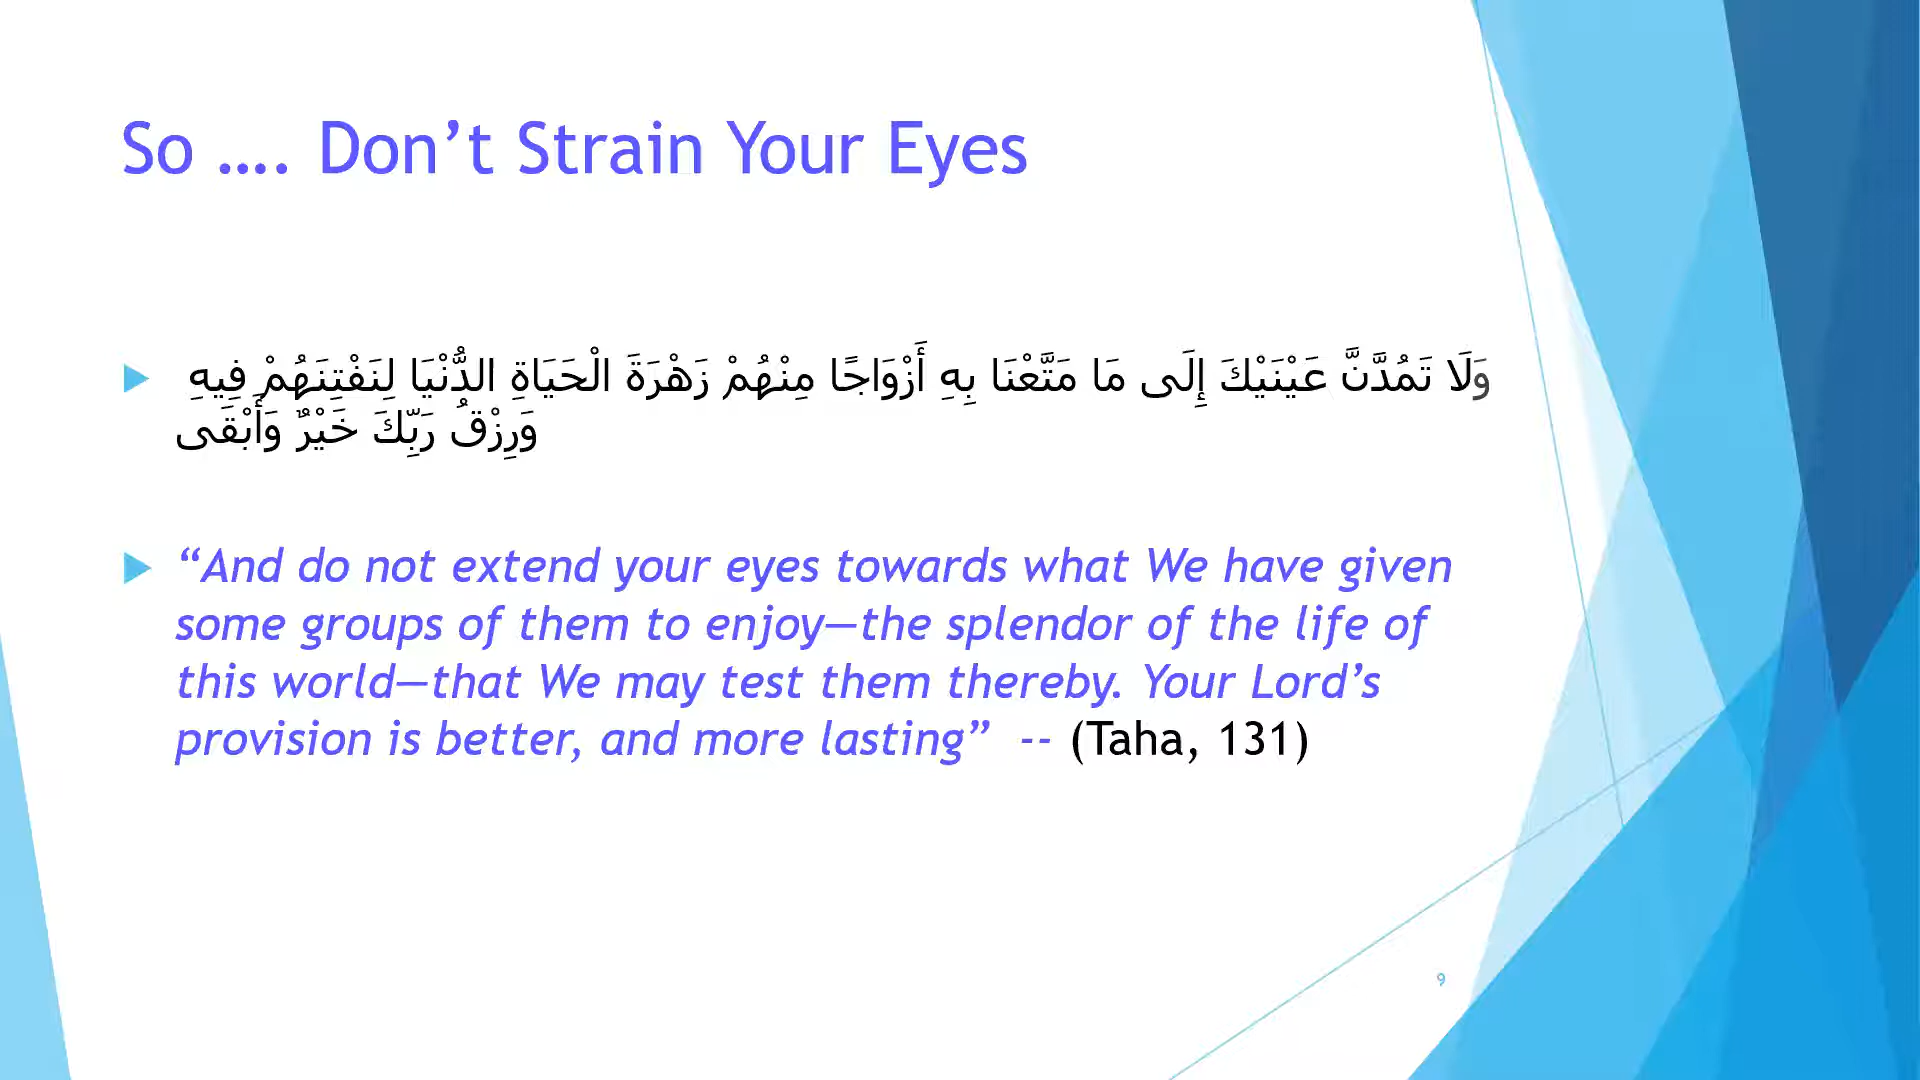 So …. Don’t Strain Your Eyes
وَلَا تَمُدَّنَّ عَيْنَيْكَ إِلَى مَا مَتَّعْنَا بِهِ أَزْوَاجًا مِنْهُمْ زَهْرَةَ الْحَيَاةِ الدُّنْيَا لِنَفْتِنَهُمْ فِيهِ
وَرِزْقُ رَبِّكَ خَيْرٌ وَأَبْقَى
“And do not extend your eyes towards what We have given
some groups of them to enjoy—the splendor of the life of
this world—that We may test them thereby. Your Lord’s
provision is better, and more lasting” -- (Taha, 131)
9